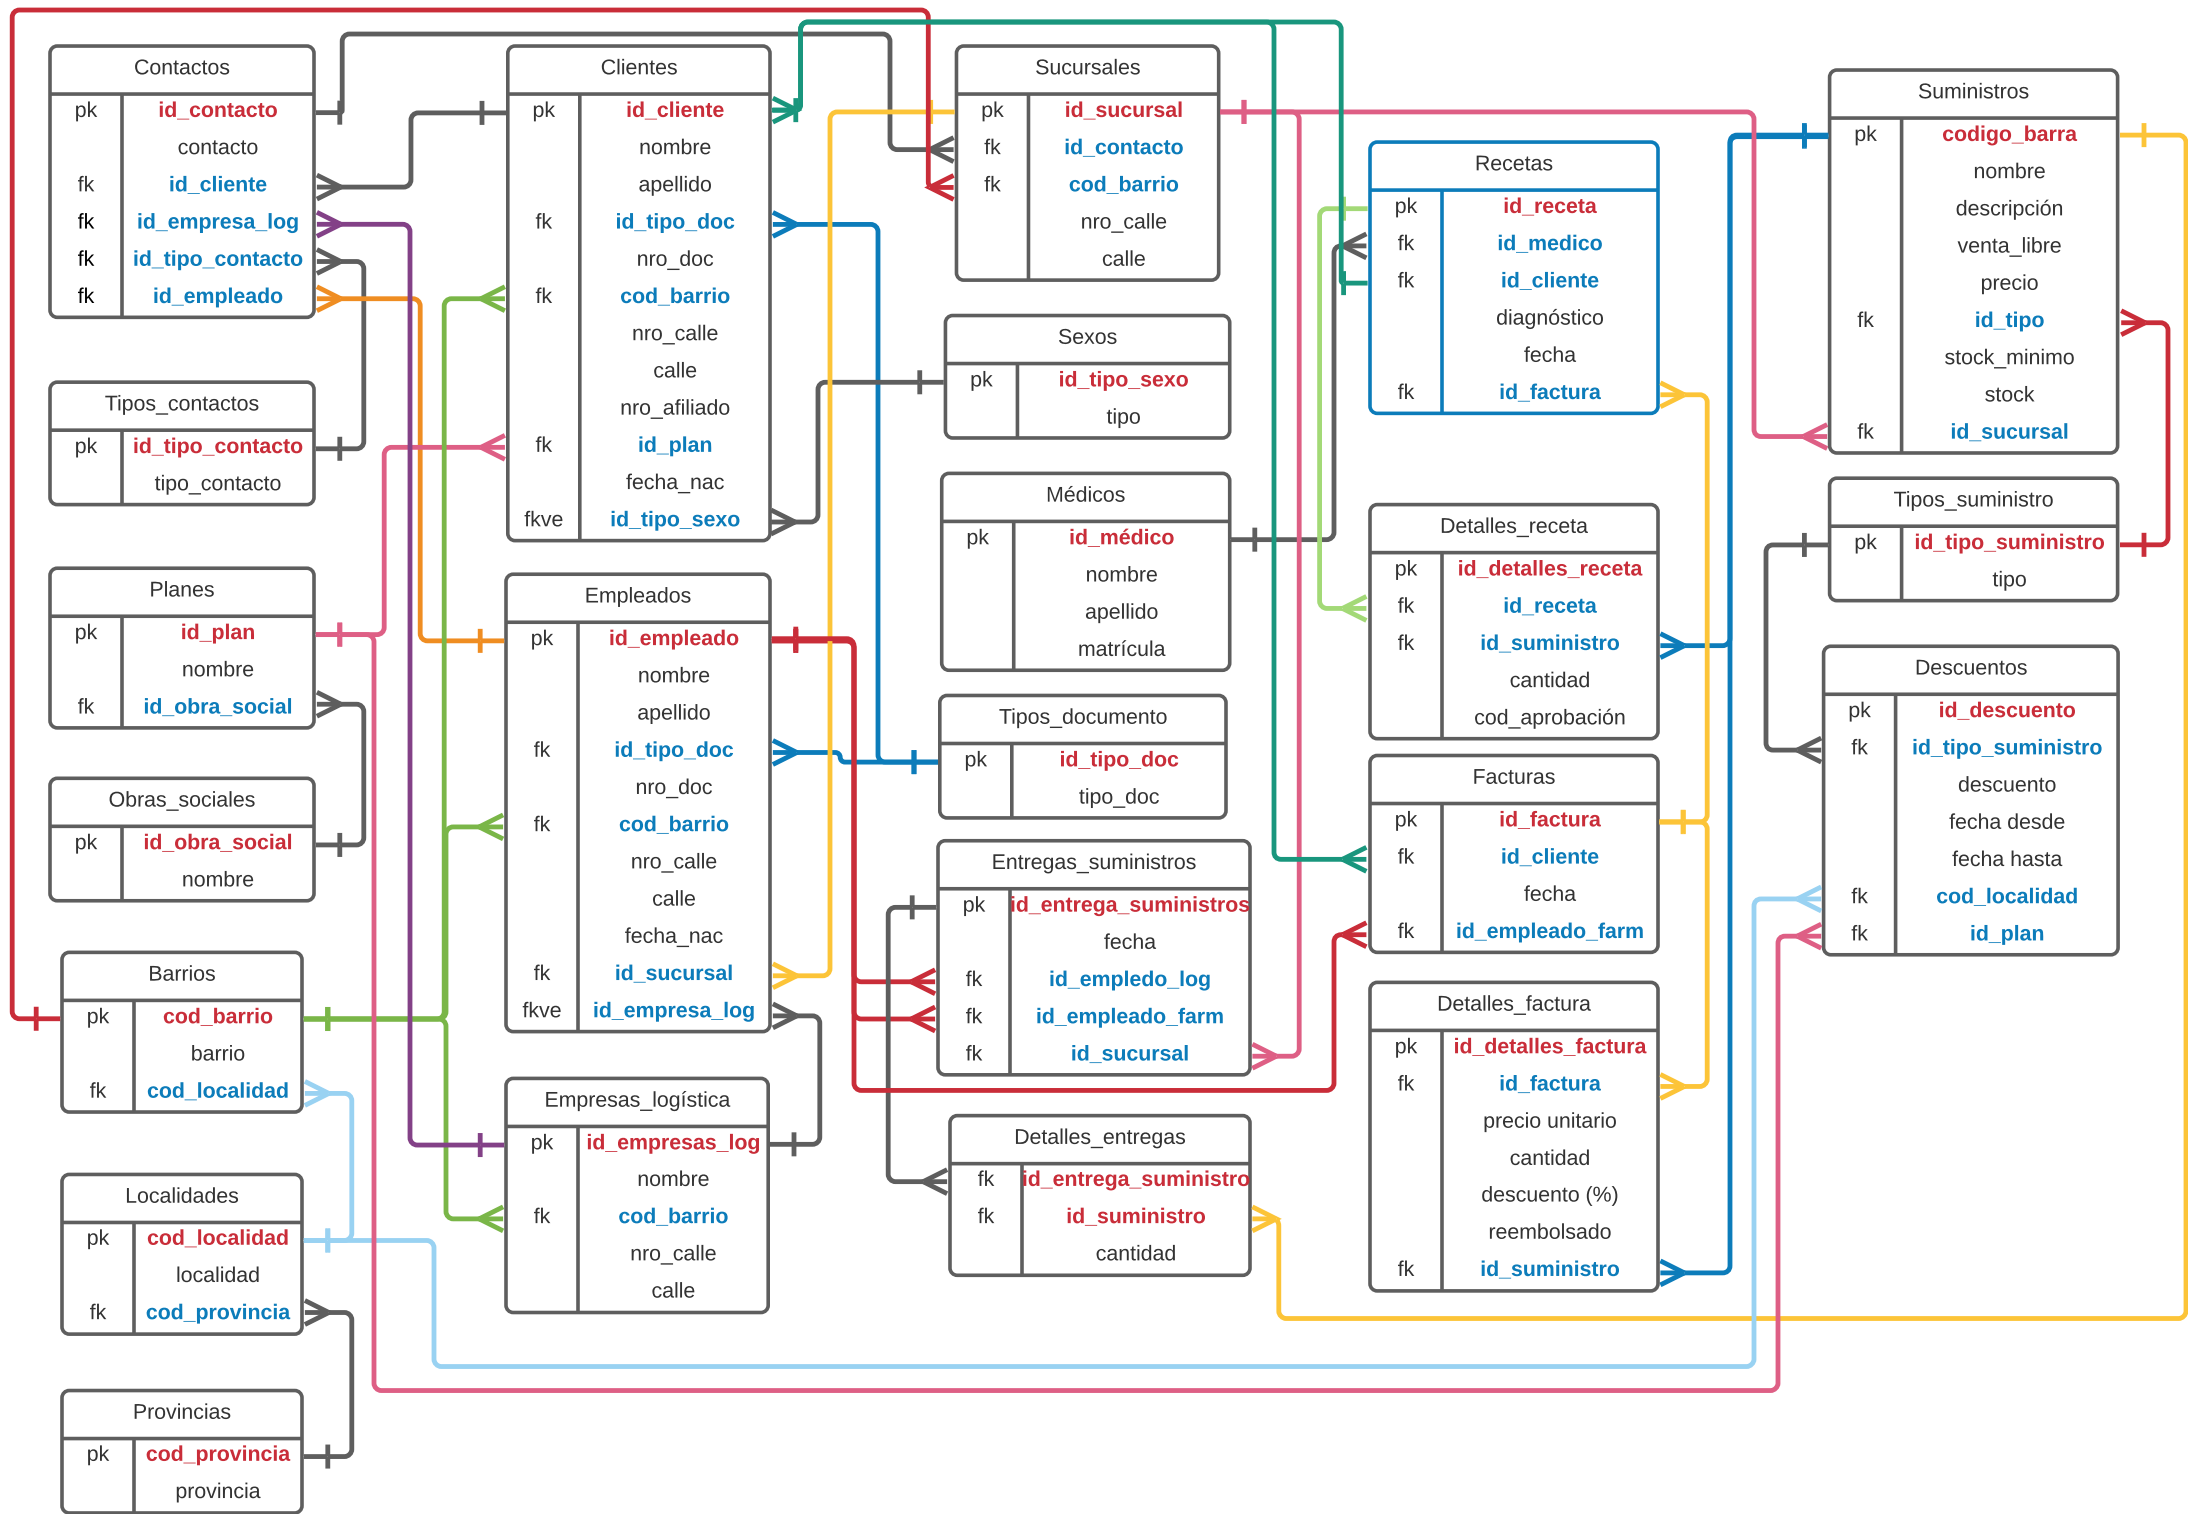 Contactos
pk id_contacto
contacto
fk id_cliente
fk id_empresa_log
fk id_tipo_contacto
fk id_empleado
Tipos_contactos
pk id_tipo_contacto
tipo_contacto
Planes
pk id_plan
nombre
fk id_obra_social
Obras_sociales
pk id_obra_social
nombre
Barrios
pk cod_barrio
barrio
fk cod_localidad
Localidades
pk cod_localidad
localidad
fk cod_provincia
Provincias
pk cod_provincia
provincia
Clientes
pk id_cliente
nombre
apellido
fk id_tipo_doc
nro_doc
fk cod_barrio
nro_calle
calle
nro_afiliado
fk id_plan
fecha_nac
fkve id_tipo_sexo
Empleados
pk id_empleado
nombre
apellido
fk id_tipo_doc
nro_doc
fk cod_barrio
nro_calle
calle
fecha_nac
fk id_sucursal
fkve id_empresa_log
Empresas_logística
pk id_empresas_log
nombre
fk cod_barrio
nro_calle
calle
Sucursales
pk id_sucursal
fk id_contacto
fk cod_barrio
nro_calle
calle
Sexos
pk id_tipo_sexo
tipo
Médicos
pk id_médico
nombre
apellido
matrícula
Tipos_documento
pk id_tipo_doc
tipo_doc
Entregas_suministros
pk id_entrega_suministros
fecha
fk id_empledo_log
fk id_empleado_farm
fk id_sucursal
Detalles_entregas
fk id_entrega_suministro
fk id_suministro
cantidad
Recetas
pk id_receta
fk id_medico
fk id_cliente
diagnóstico
fecha
fk id_factura
Detalles_receta
pk id_detalles_receta
fk id_receta
fk id_suministro
cantidad
cod_aprobación
Facturas
pk id_factura
fk id_cliente
fecha
fk id_empleado_farm
Detalles_factura
pk id_detalles_factura
fk id_factura
precio unitario
cantidad
descuento (%)
reembolsado
fk id_suministro
Suministros
pk codigo_barra
nombre
descripción
venta_libre
precio
fk id_tipo
stock_minimo
stock
fk id_sucursal
Tipos_suministro
pk id_tipo_suministro
tipo
Descuentos
pk id_descuento
fk id_tipo_suministro
descuento
fecha desde
fecha hasta
fk cod_localidad
fk id_plan